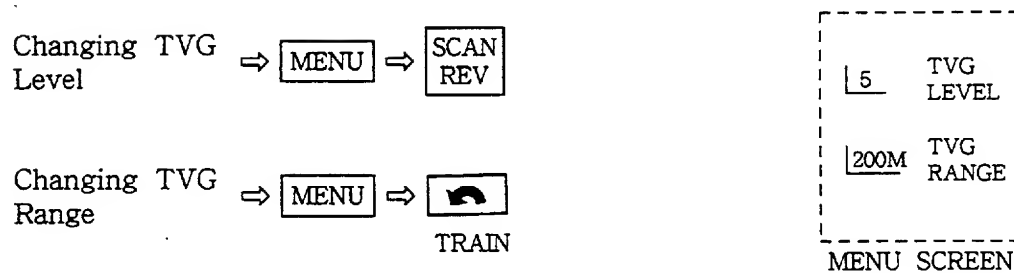 Changing TVG
Level
MENU
SCAN
REV
5
TVG
LEVEL
Changing TVG
Range
MENU
TRAIN
200M
TVG
RANGE
MENU SCREEN